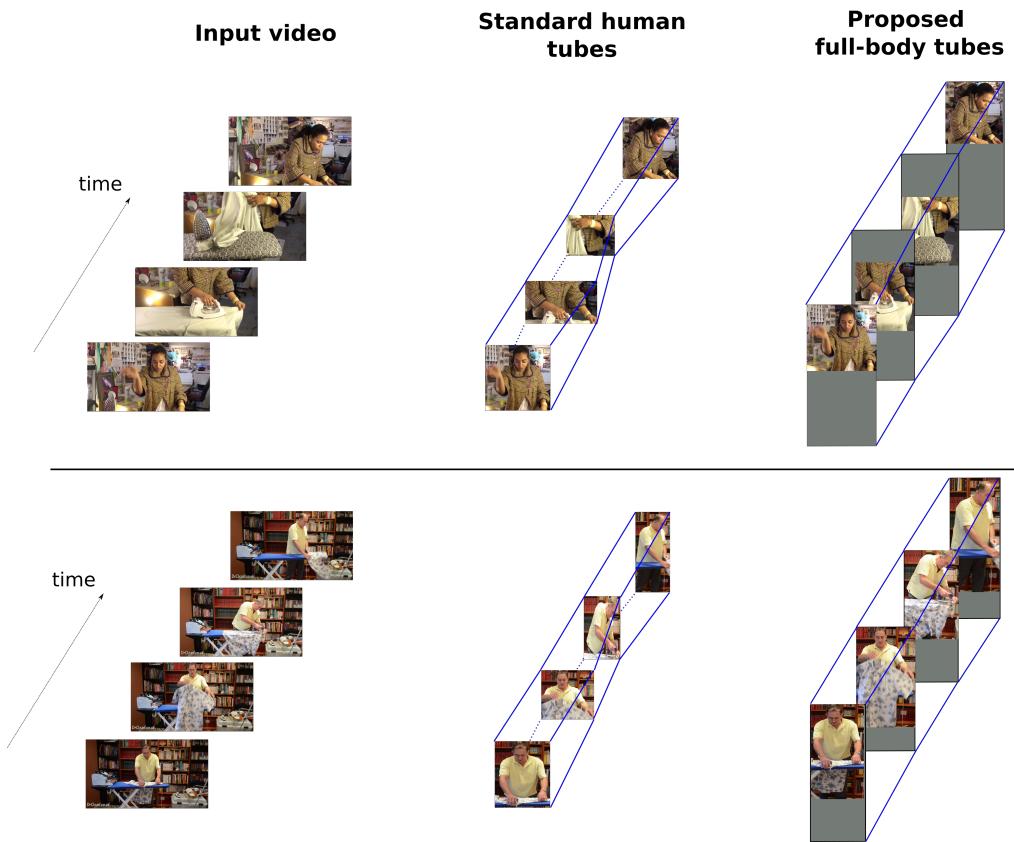 Input video
Standard human
tubes
Proposed
full-body tubes
time
time